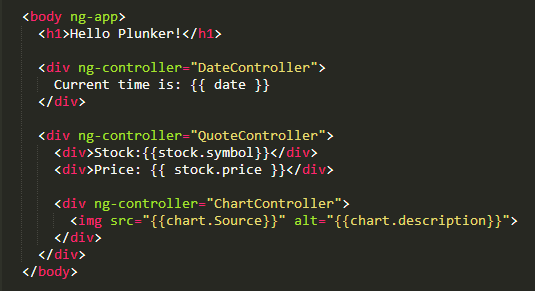 <body ng-app>
<h1>Hello Plunker!</h1>
<div ng-controller="DateController">
Current time is: {{ date }}
</div>
<div ng-controller="QuoteController">
<div>Stock:{{stock.symbol}}</div>
<div>Price: {{ stock.price }}</div>
<div ng-controller="ChartController">
<img src="{{chart.Source}}" alt="{{chart.description}}">
</div>
</div>
</body>